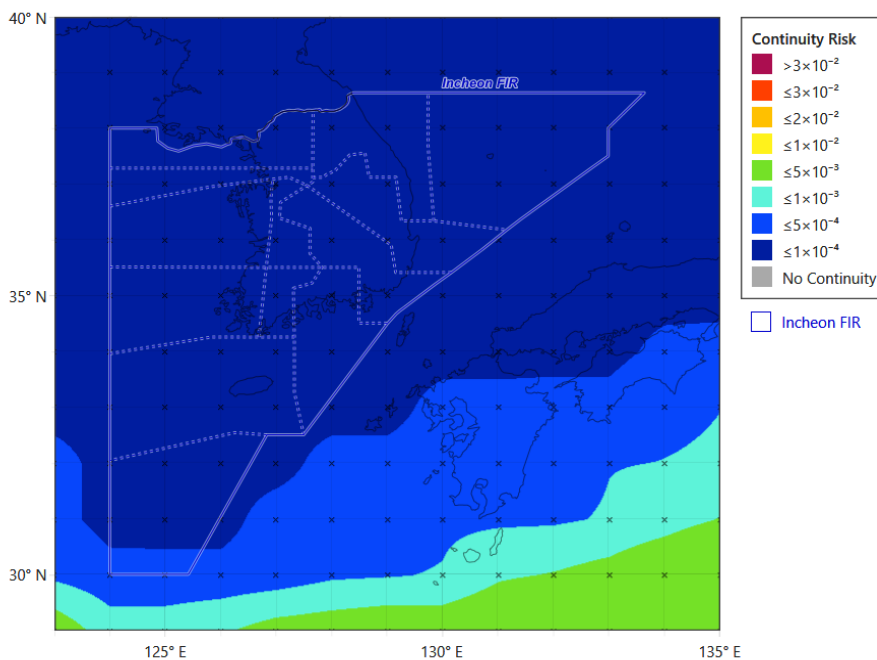 40° N
35° N
30° N
125° E
130° E
135° E
Incheon FIR
Continuity Risk
>3×10⁻²
≤3×10⁻²
≤2×10⁻²
≤1×10⁻²
≤5×10⁻³
≤1×10⁻³
≤5×10⁻⁴
≤1×10⁻⁴
No Continuity
Incheon FIR